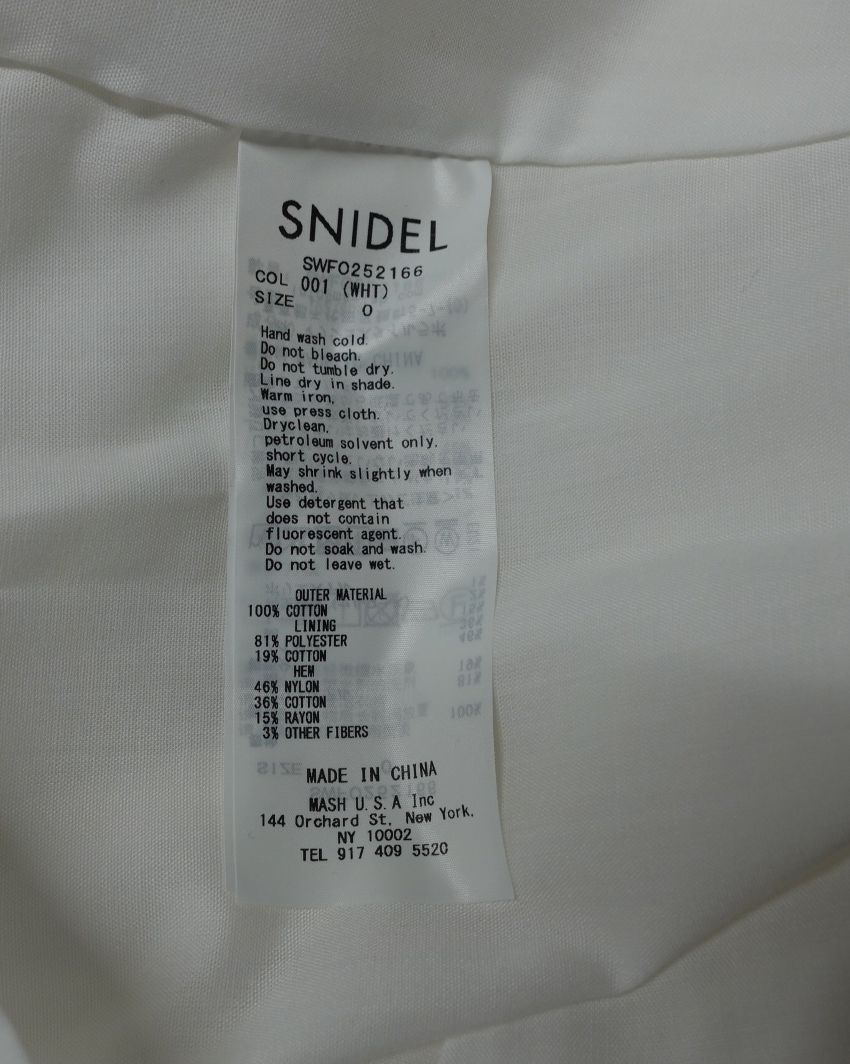 SNIDEL
SWFO252166
COL 001 (WHT)
SIZE 0
Hand wash cold.
Do not bleach.
Do not tumble dry.
Line dry in shade.
Warm iron,
use press cloth.
Dryclean,
petroleum solvent only.
short cycle.
May shrink slightly when
washed.
Use detergent that
does not contain
fluorescent agent.
Do not soak and wash.
Do not leave wet.
OUTER MATERIAL
100% COTTON
LINING
81% POLYESTER
19% COTTON
HEM
46% NYLON
36% COTTON
15% RAYON
3% OTHER FIBERS
MADE IN CHINA
MASH U.S.A Inc
144 Orchard St. New York.
NY 10002
TEL 917 409 5520